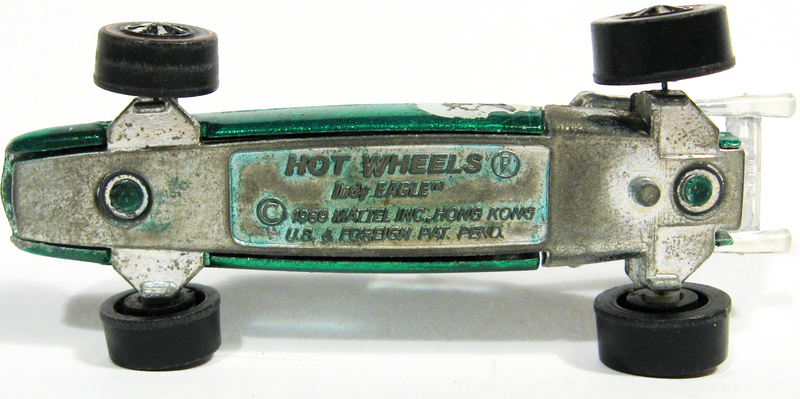 HOT WHEELS ®
Indy EAGLE™
© 1969 MATTEL INC., HONG KONG
U.S. & FOREIGN PAT. PEND.